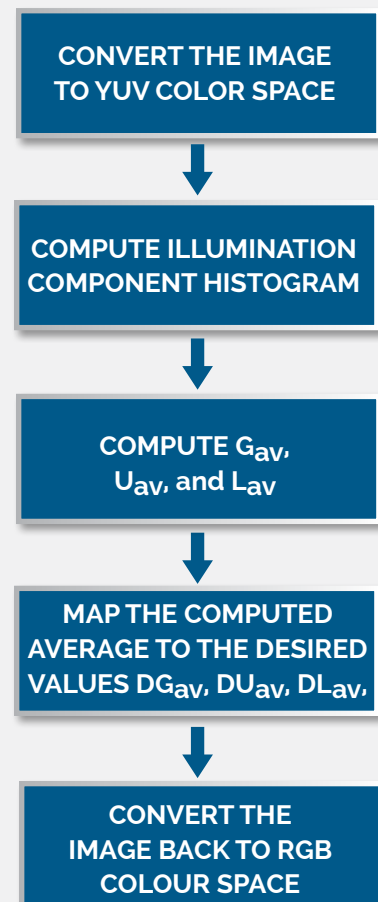 CONVERT THE IMAGE
TO YUV COLOR SPACE
COMPUTE ILLUMINATION
COMPONENT HISTOGRAM
COMPUTE Gav,
Uav, and Lav
MAP THE COMPUTED
AVERAGE TO THE DESIRED
VALUES DGav, DUav, DLav,
CONVERT THE
IMAGE BACK TO RGB
COLOUR SPACE